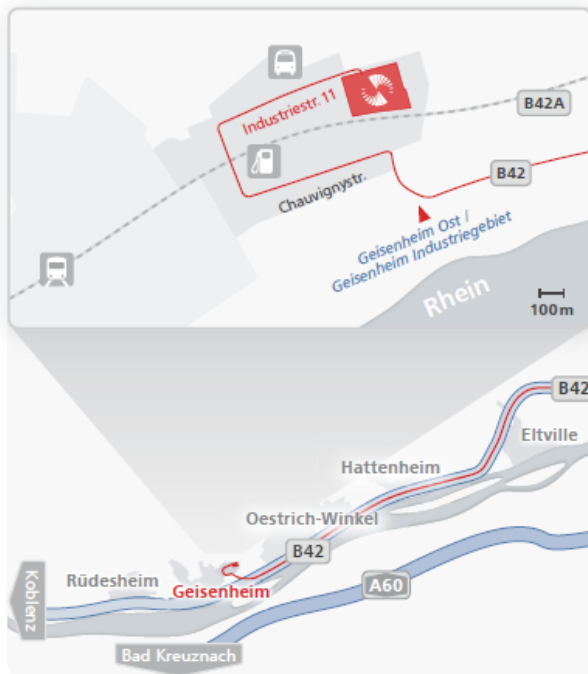 B42A
Industriestr. 11
B42
Chauvignystr.
Geisenheim Ost /
Geisenheim Industriegebiet
Rhein
100 m
B42
Eltville
Hattenheim
Oestrich-Winkel
B42
Rüdesheim
Geisenheim
A60
Koblenz
Bad Kreuznach